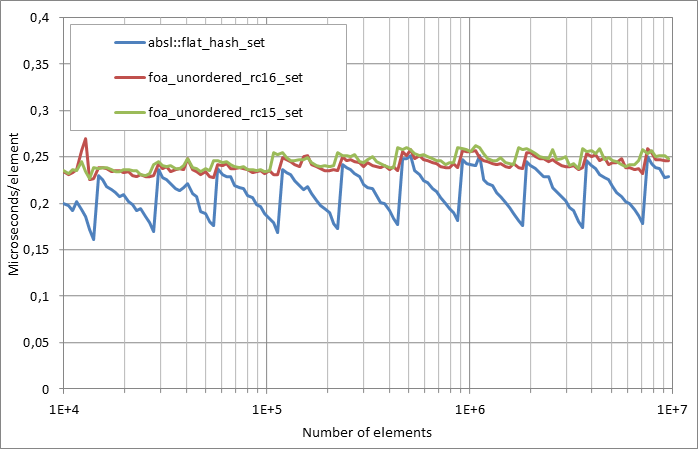 0,4
0,35
0,3
0,25
0,2
0,15
0,1
0,05
0
Microseconds/element
absl::flat_hash_set
foa_unordered_rc16_set
foa_unordered_rc15_set
1E+4
1E+5
1E+6
1E+7
Number of elements